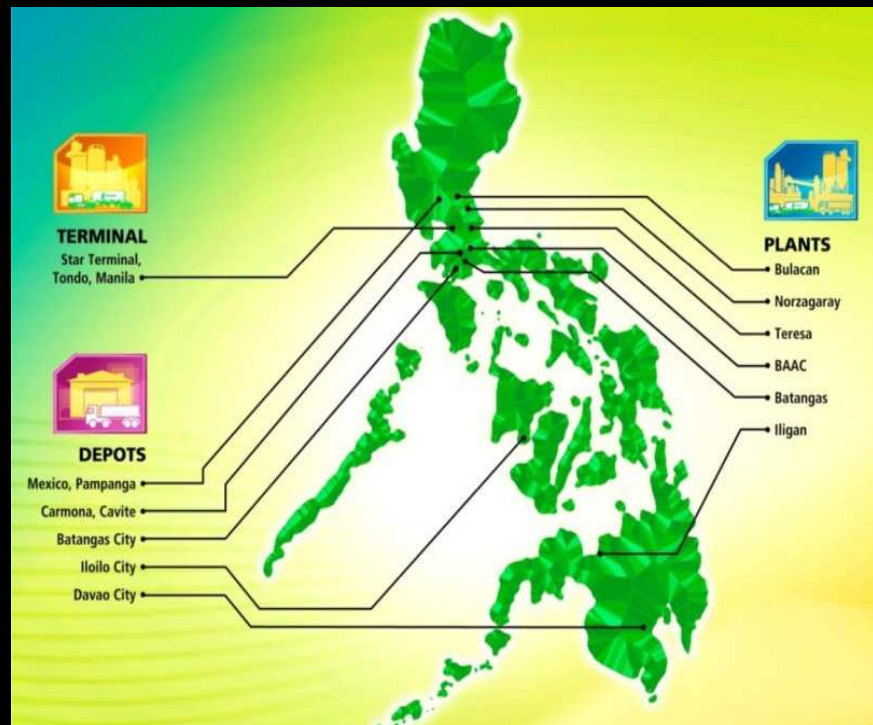 TERMINAL
Star Terminal,
Tondo, Manila
DEPOTS
Mexico, Pampanga
Carmona, Cavite
Batangas City
Iloilo City
Davao City
PLANTS
Bulacan
Norzagaray
Teresa
BAAC
Batangas
Iligan